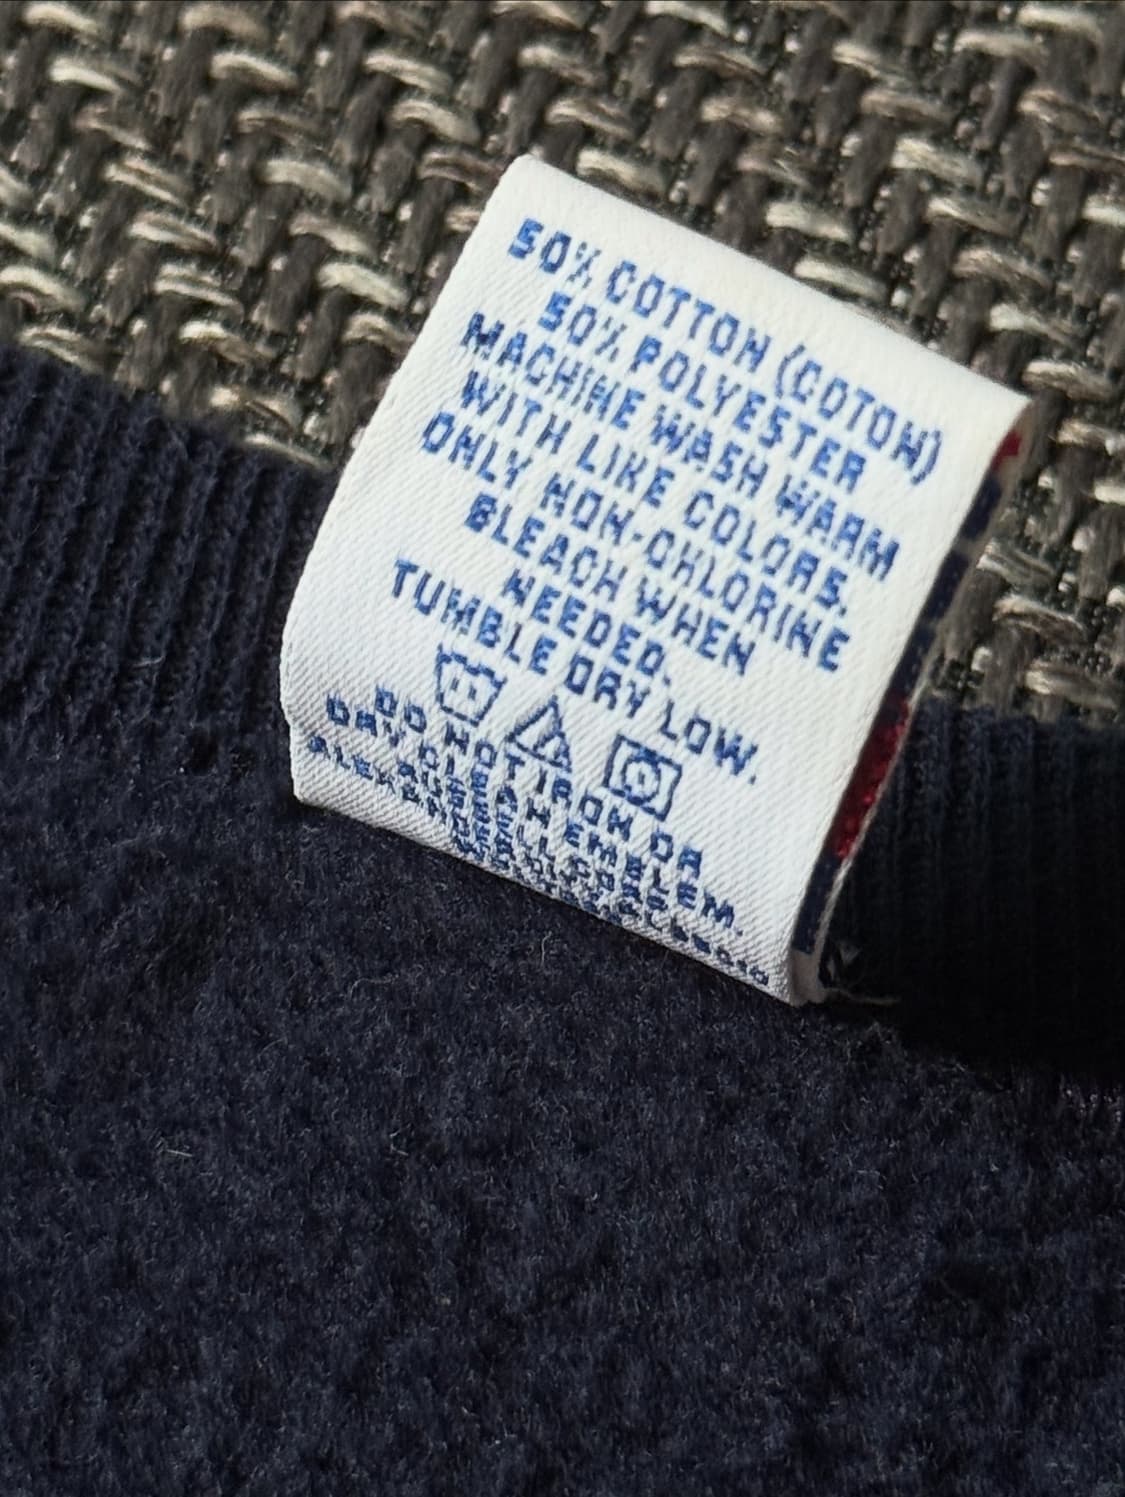 50% COTTON (COTON)
50% POLYESTER
MACHINE WASH WARM
WITH LIKE COLORS.
ONLY NON-CHLORINE
BLEACH WHEN
NEEDED.
TUMBLE DRY LOW.
DO NOT IRON OR
DRY CLEAN EMBLEM.